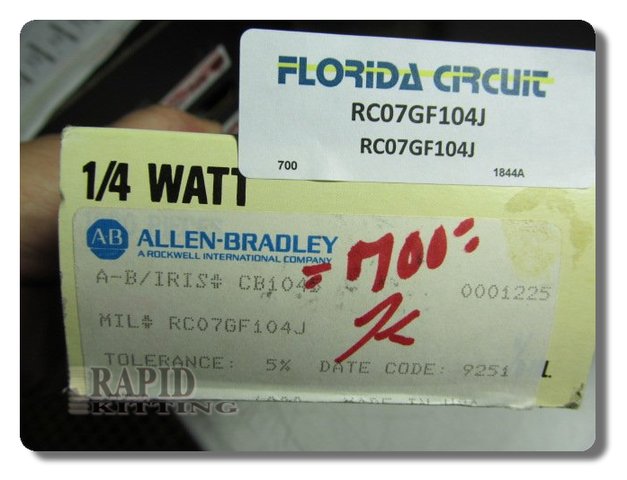 FLORIDA CIRCUIT
RC07GF104J
RC07GF104J
700 1844A
1/4 WATT
AB ALLEN-BRADLEY
A ROCKWELL INTERNATIONAL COMPANY
A-B/IRIS# CB104 0001225
=1700=
MIL# RC07GF104J
TOLERANCE: 5% DATE CODE: 9251 L
RAPID
KITTING
MADE IN USA